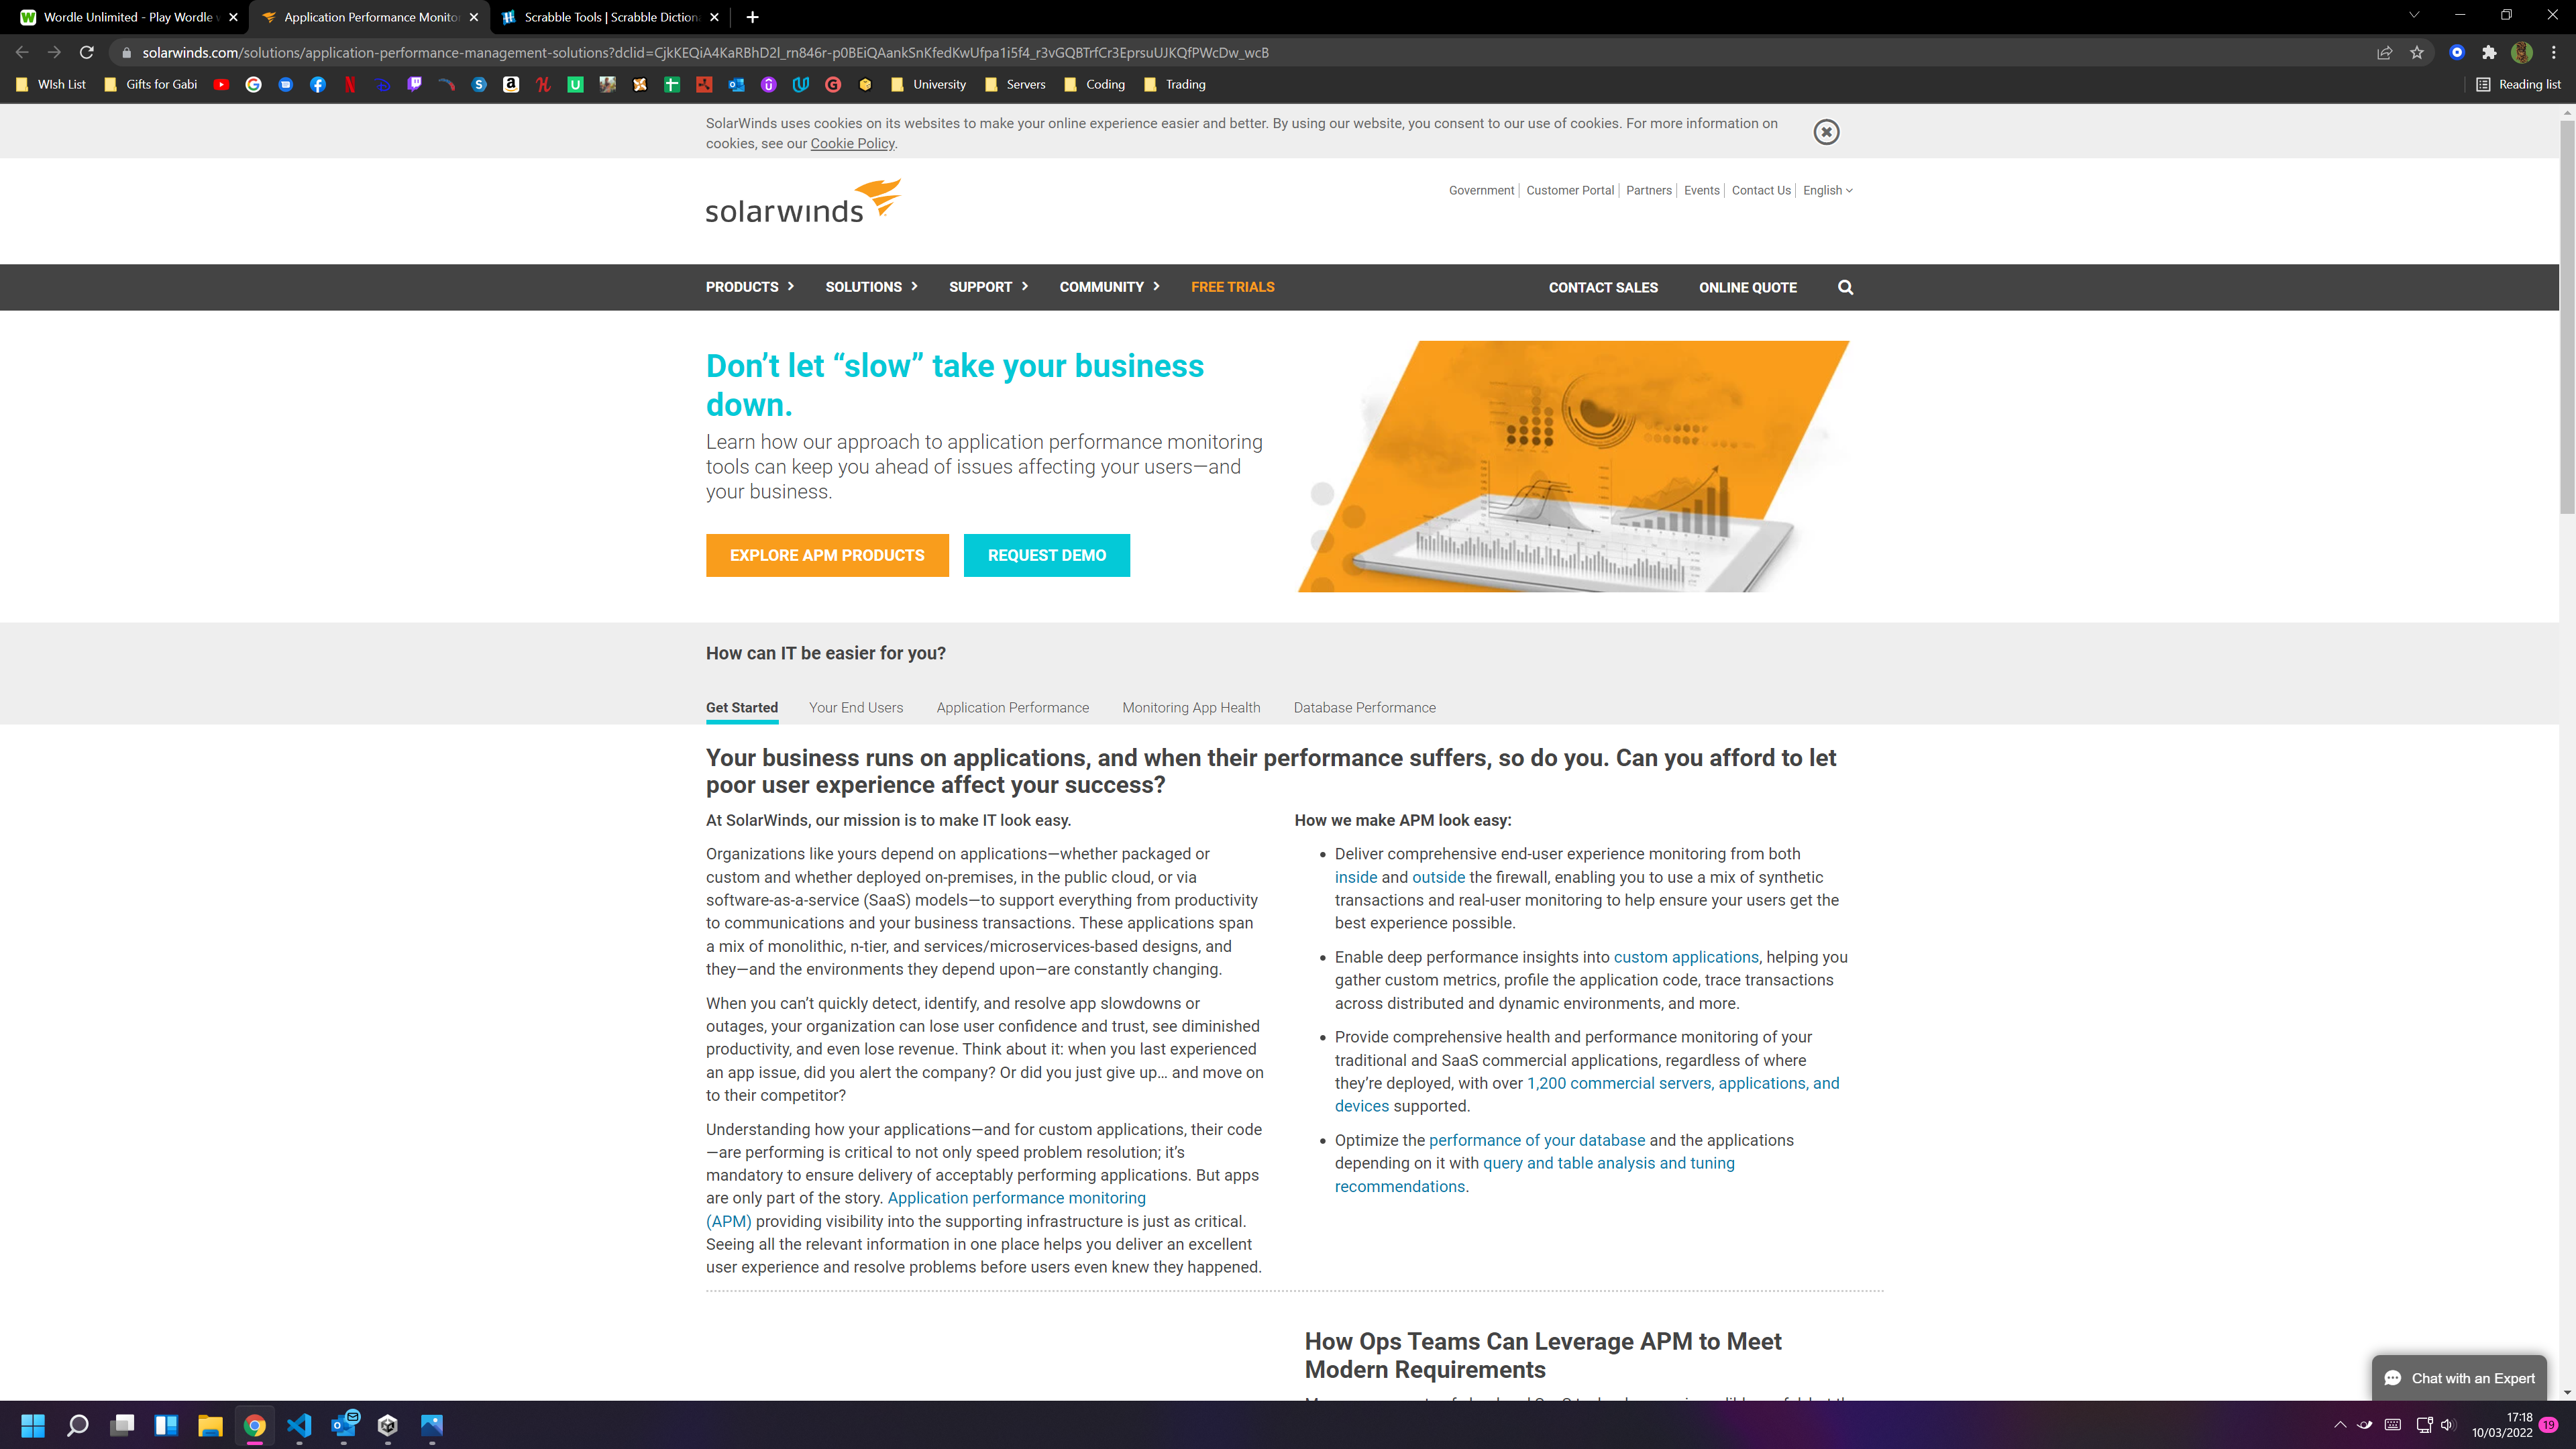 Wordle Unlimited - Play Wordle
Application Performance Monito
Scrabble Tools | Scrabble Diction
solarwinds.com/solutions/application-performance-management-solutions?dclid=CjkKEQiA4KaRBhD2l_rn846r-p0BEiQAankSnKfedKwUfpa1i5f4_r3vGQBTrfCr3EprsuUJKQfPWcDw_wcB
WIsh List
Gifts for Gabi
University
Servers
Coding
Trading
Reading list
SolarWinds uses cookies on its websites to make your online experience easier and better. By using our website, you consent to our use of cookies. For more information on
cookies, see our Cookie Policy.
solarwinds
Government
Customer Portal
Partners
Events
Contact Us
English
PRODUCTS
SOLUTIONS
SUPPORT
COMMUNITY
FREE TRIALS
CONTACT SALES
ONLINE QUOTE
Don’t let “slow” take your business
down.
Learn how our approach to application performance monitoring
tools can keep you ahead of issues affecting your users—and
your business.
EXPLORE APM PRODUCTS
REQUEST DEMO
How can IT be easier for you?
Get Started
Your End Users
Application Performance
Monitoring App Health
Database Performance
Your business runs on applications, and when their performance suffers, so do you. Can you afford to let
poor user experience affect your success?
At SolarWinds, our mission is to make IT look easy.
Organizations like yours depend on applications—whether packaged or
custom and whether deployed on-premises, in the public cloud, or via
software-as-a-service (SaaS) models—to support everything from productivity
to communications and your business transactions. These applications span
a mix of monolithic, n-tier, and services/microservices-based designs, and
they—and the environments they depend upon—are constantly changing.
When you can’t quickly detect, identify, and resolve app slowdowns or
outages, your organization can lose user confidence and trust, see diminished
productivity, and even lose revenue. Think about it: when you last experienced
an app issue, did you alert the company? Or did you just give up… and move on
to their competitor?
Understanding how your applications—and for custom applications, their code
—are performing is critical to not only speed problem resolution; it’s
mandatory to ensure delivery of acceptably performing applications. But apps
are only part of the story. Application performance monitoring
(APM) providing visibility into the supporting infrastructure is just as critical.
Seeing all the relevant information in one place helps you deliver an excellent
user experience and resolve problems before users even knew they happened.
How we make APM look easy:
• Deliver comprehensive end-user experience monitoring from both
inside and outside the firewall, enabling you to use a mix of synthetic
transactions and real-user monitoring to help ensure your users get the
best experience possible.
• Enable deep performance insights into custom applications, helping you
gather custom metrics, profile the application code, trace transactions
across distributed and dynamic environments, and more.
• Provide comprehensive health and performance monitoring of your
traditional and SaaS commercial applications, regardless of where
they’re deployed, with over 1,200 commercial servers, applications, and
devices supported.
• Optimize the performance of your database and the applications
depending on it with query and table analysis and tuning
recommendations.
How Ops Teams Can Leverage APM to Meet
Modern Requirements
Chat with an Expert
17:18
10/03/2022
19